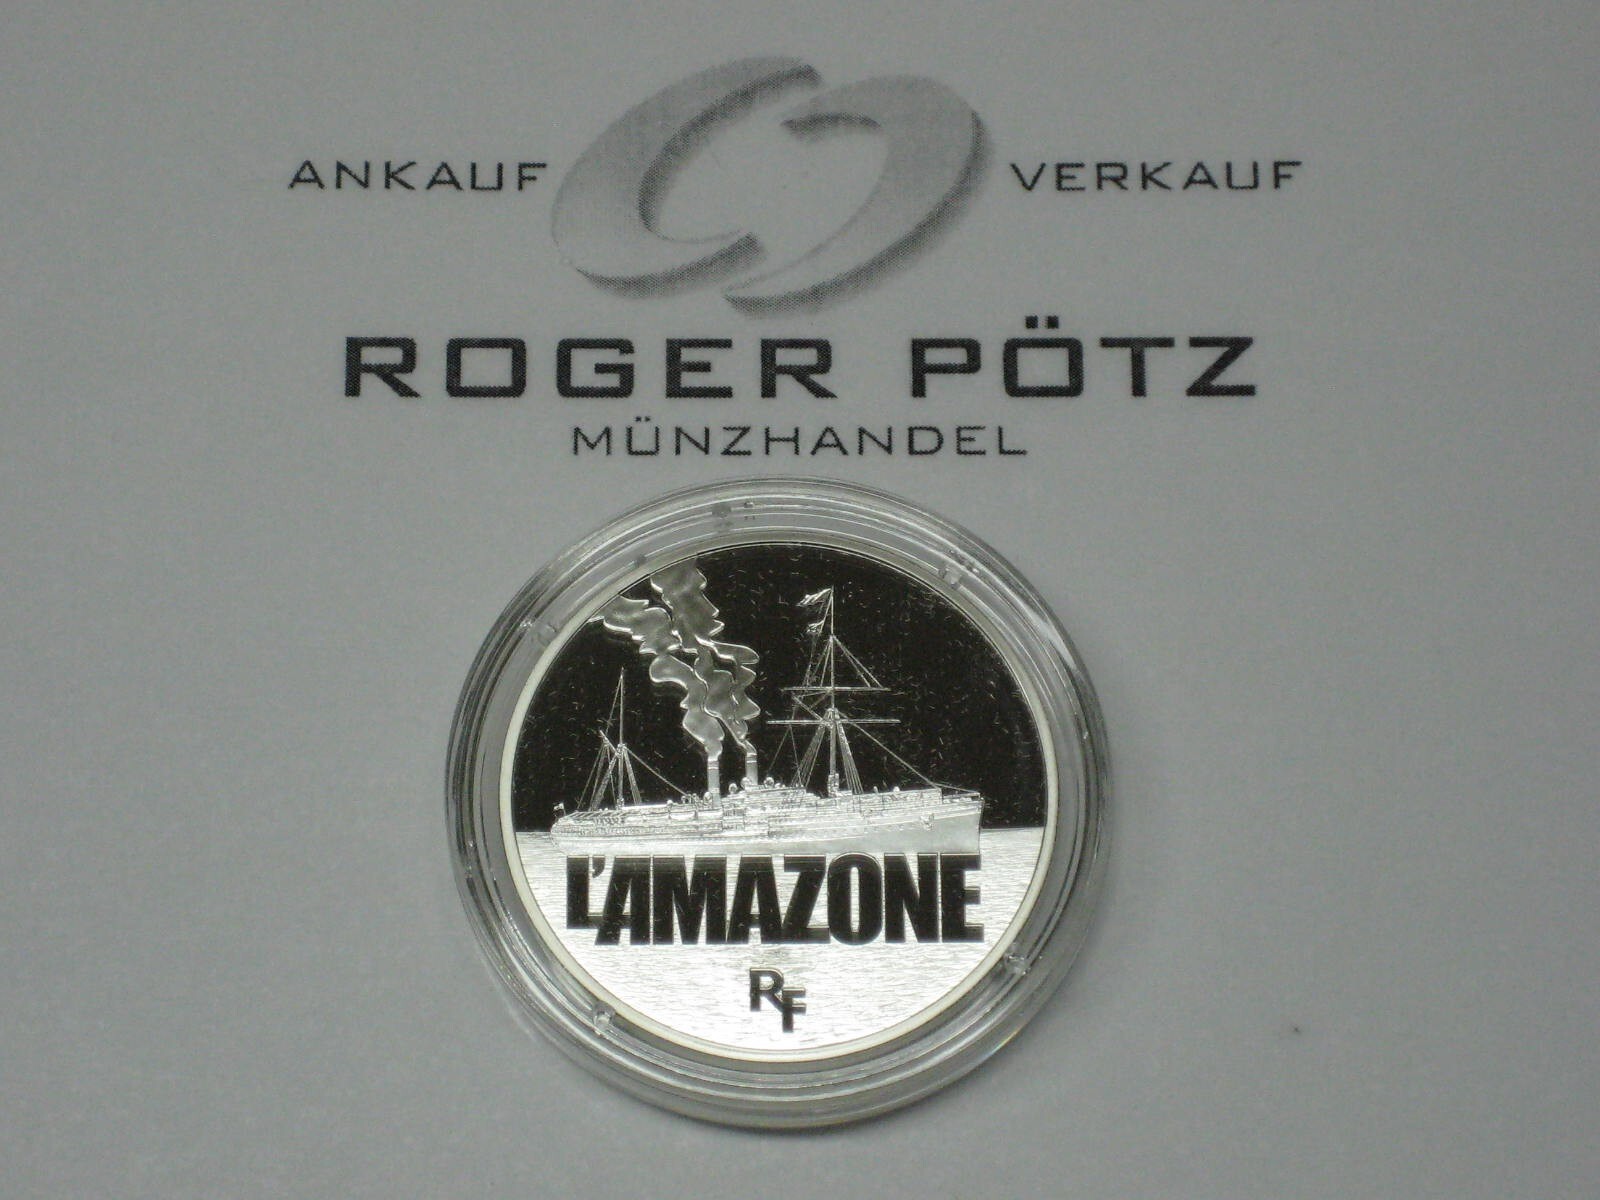 ANKAUF VERKAUF
ROGER PÖTZ
MÜNZHANDEL
L'AMAZONE
RF